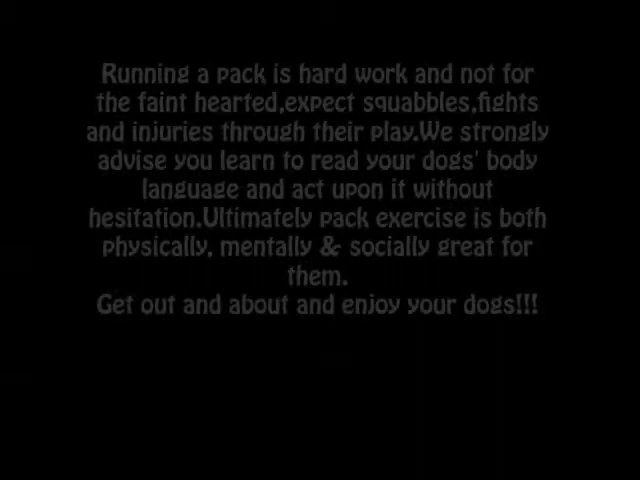 Running a pack is hard work and not for
the faint hearted,expect squabbles,fights
and injuries through their play.We strongly
advise you learn to read your dogs' body
language and act upon it without
hesitation.Ultimately pack exercise is both
physically, mentally & socially great for
them.
Get out and about and enjoy your dogs!!!